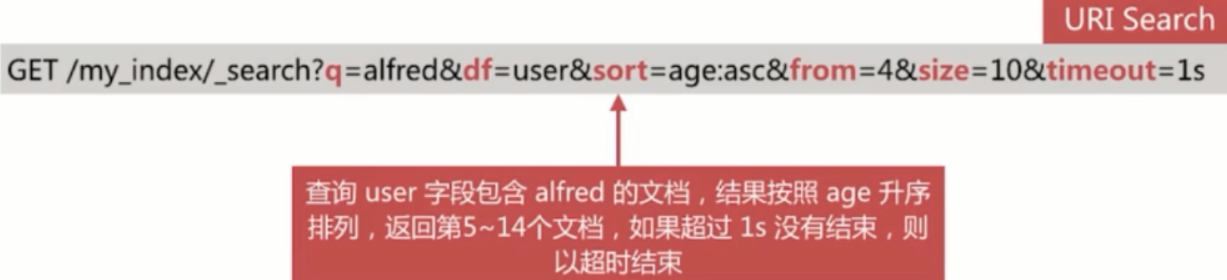 URI Search
GET /my_index/_search?q=alfred&df=user&sort=age:asc&from=4&size=10&timeout=1s
查询 user 字段包含 alfred 的文档，结果按照 age 升序
排列，返回第5~14个文档，如果超过 1s 没有结束，则
以超时结束